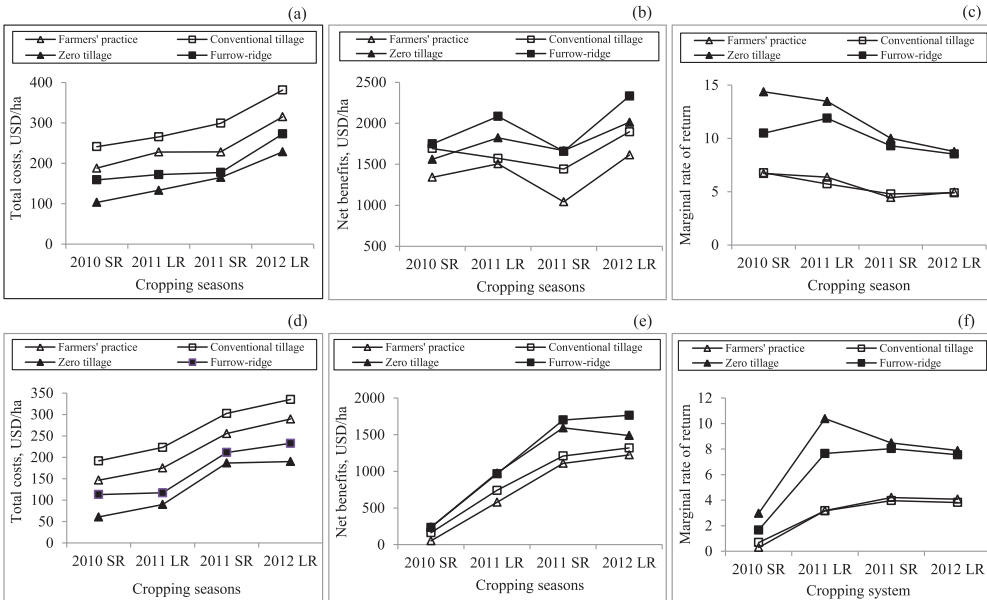 (a)
Farmers' practice Conventional tillage
Zero tillage Furrow-ridge
Total costs, USD/ha
400
300
200
100
0
2010 SR 2011 LR 2011 SR 2012 LR
Cropping seasons
(b)
Farmers' practice Conventional tillage
Zero tillage Furrow-ridge
Net benefits, USD/ha
2500
2000
1500
1000
500
2010 SR 2011 LR 2011 SR 2012 LR
Cropping seasons
(c)
Farmers' practice Conventional tillage
Zero tillage Furrow-ridge
Marginal rate of return
15
10
5
0
2010 SR 2011 LR 2011 SR 2012 LR
Cropping season
(d)
Farmers' practice Conventional tillage
Zero tillage Furrow-ridge
Total costs, USD/ha
350
300
250
200
150
100
50
0
2010 SR 2011 LR 2011 SR 2012 LR
Cropping seasons
(e)
Farmers' practice Conventional tillage
Zero tillage Furrow-ridge
Net benefits, USD/ha
2000
1500
1000
500
0
2010 SR 2011 LR 2011 SR 2012 LR
Cropping seasons
(f)
Farmers' practice Conventional tillage
Zero tillage Furrow-ridge
Marginal rate of return
12
10
8
6
4
2
0
2010 SR 2011 LR 2011 SR 2012 LR
Cropping system